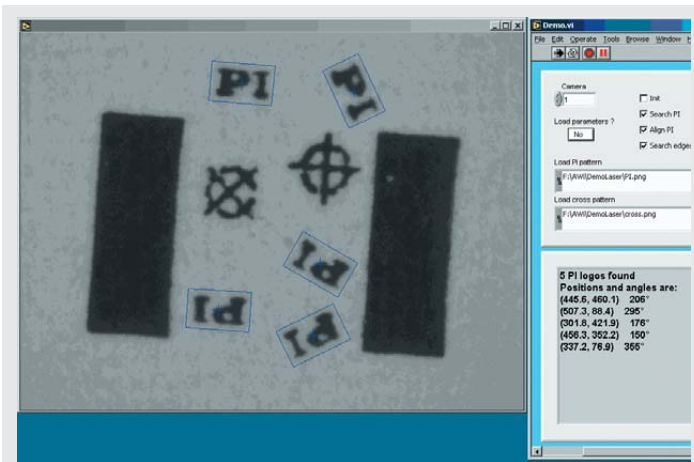 PI
PI
PI
PI
PI
Demo.vi
File Edit Operate Tools Browse Window
Camera
1
Init
Search PI
Load parameters ?
Align PI
No
Search edges
Load PI pattern
F:\AWI\DemoLaser\PI.png
Load cross pattern
F:\AWI\DemoLaser\cross.png
5 PI logos found
Positions and angles are:
(445.6, 460.1) 206°
(507.3, 88.4) 295°
(301.8, 421.9) 176°
(456.3, 352.2) 150°
(337.2, 76.9) 355°